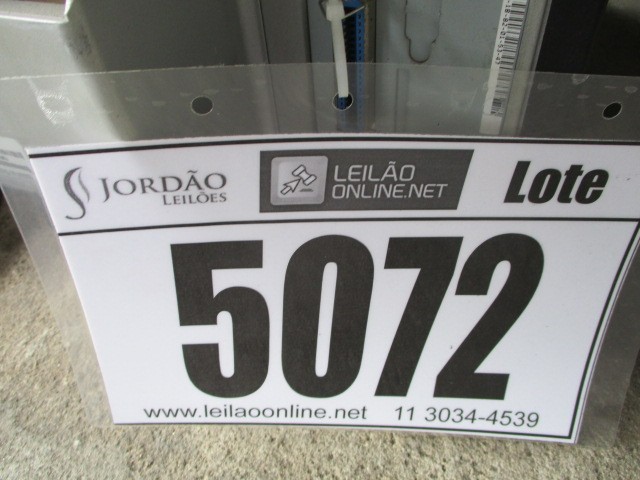 JORDÃO
LEILÕES
LEILÃO
ONLINE.NET
Lote
5072
www.leilaoonline.net 11 3034-4539